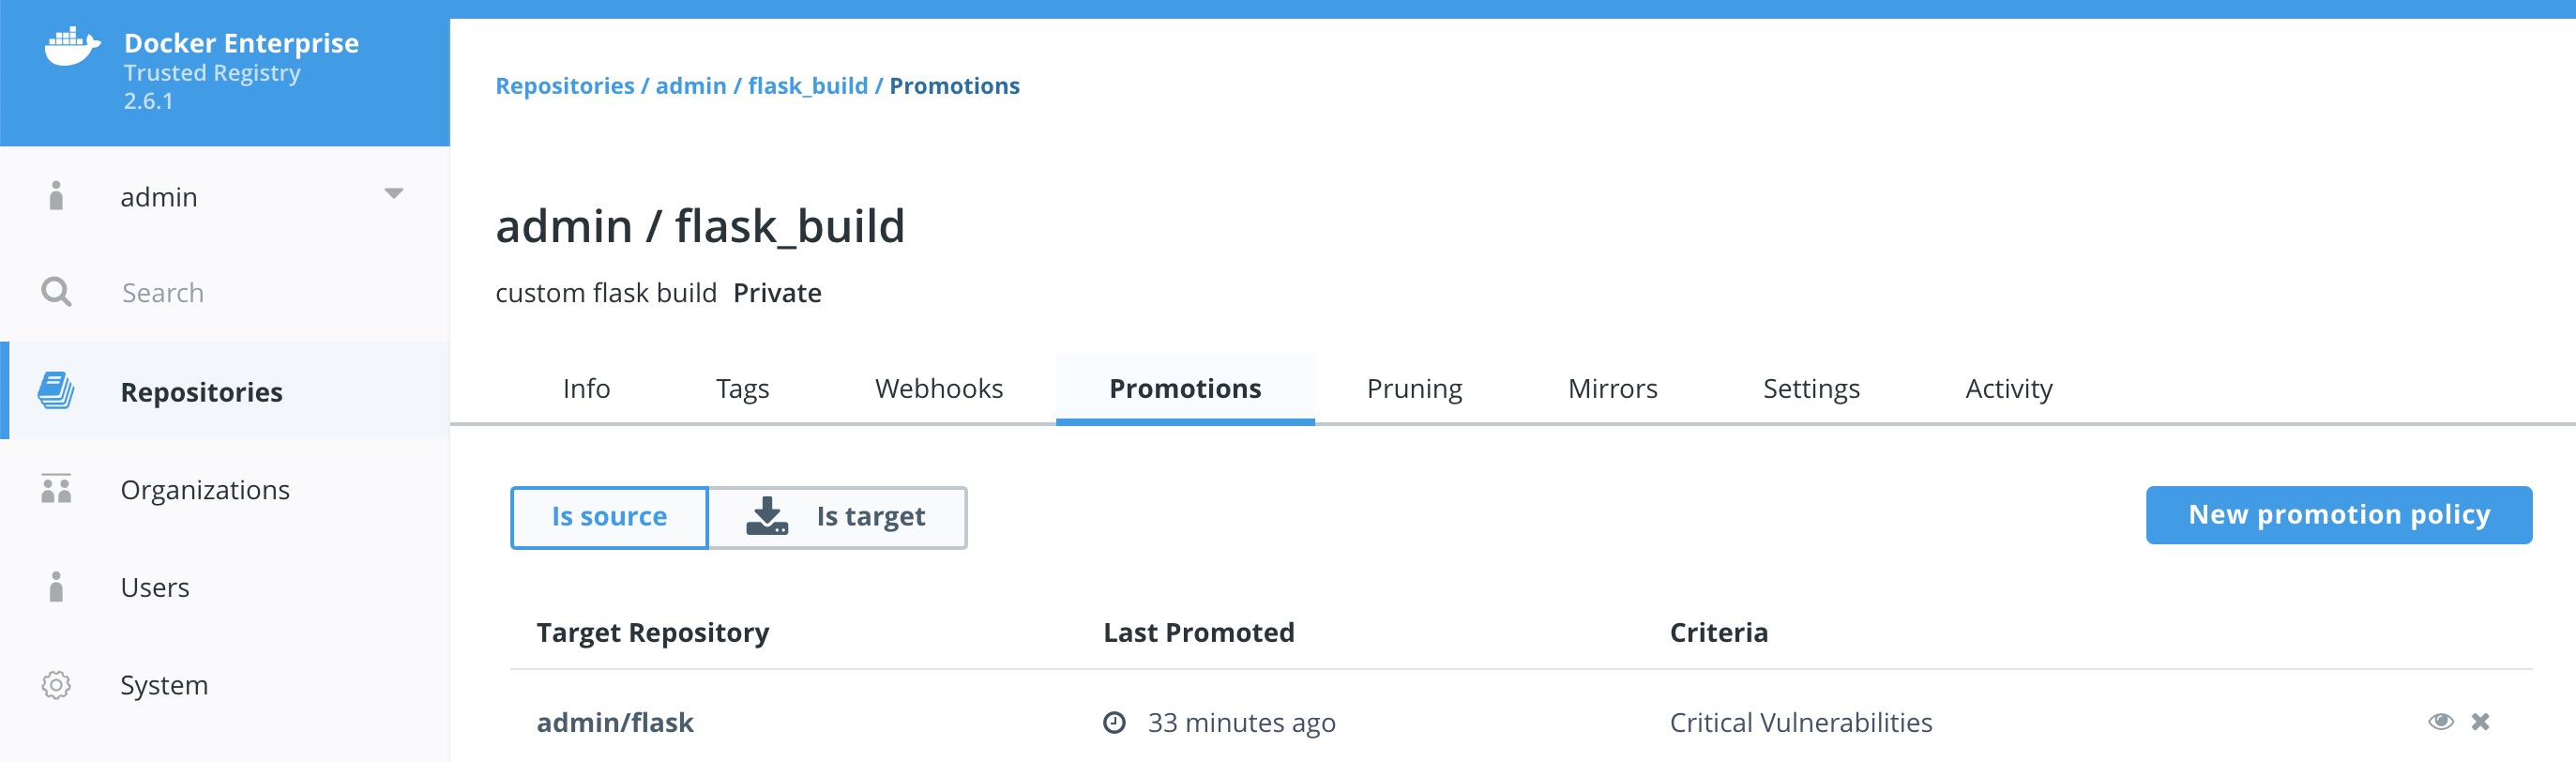 Docker Enterprise
Trusted Registry
2.6.1
admin
Search
Repositories
Organizations
Users
System
Repositories / admin / flask_build / Promotions
admin / flask_build
custom flask build Private
Info Tags Webhooks Promotions Pruning Mirrors Settings Activity
Is source Is target New promotion policy
Target Repository Last Promoted Criteria
admin/flask 33 minutes ago Critical Vulnerabilities